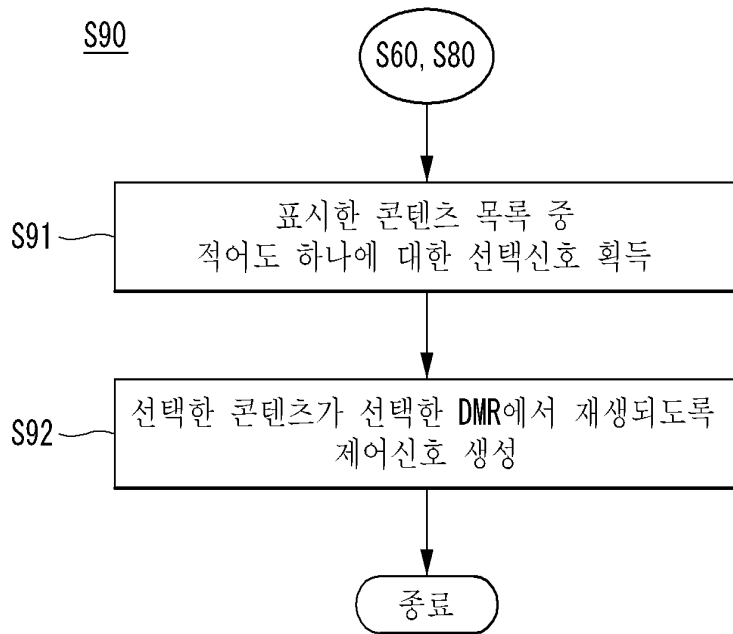 S90
S60, S80
S91
표시한 콘텐츠 목록 중
적어도 하나에 대한 선택신호 획득
S92
선택한 콘텐츠가 선택한 DMR에서 재생되도록
제어신호 생성
종료